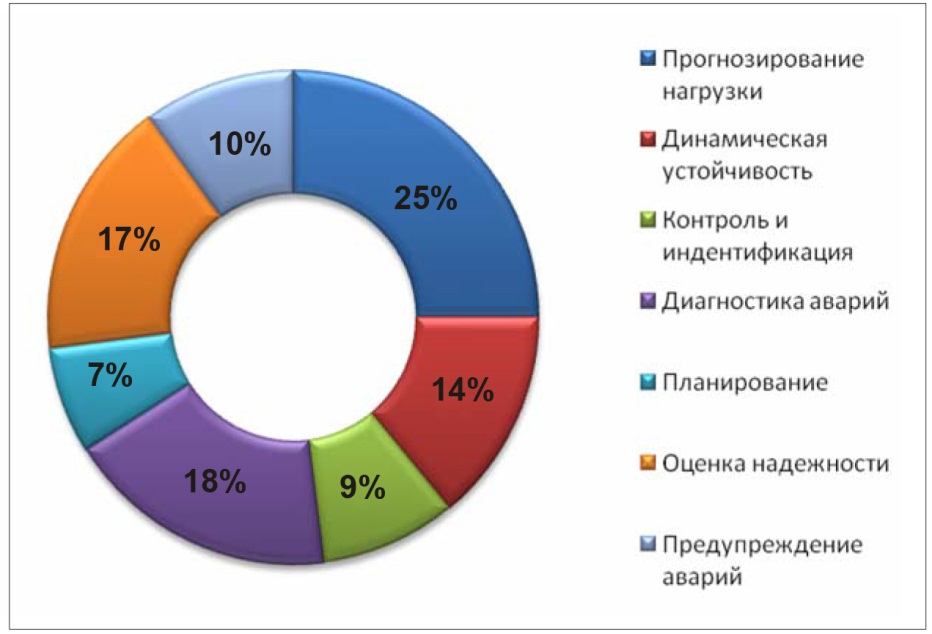 10%
25%
17%
7%
14%
18%
9%
Прогнозирование
нагрузки
Динамическая
устойчивость
Контроль и
индентификация
Диагностика аварий
Планирование
Оценка надежности
Предупреждение
аварий